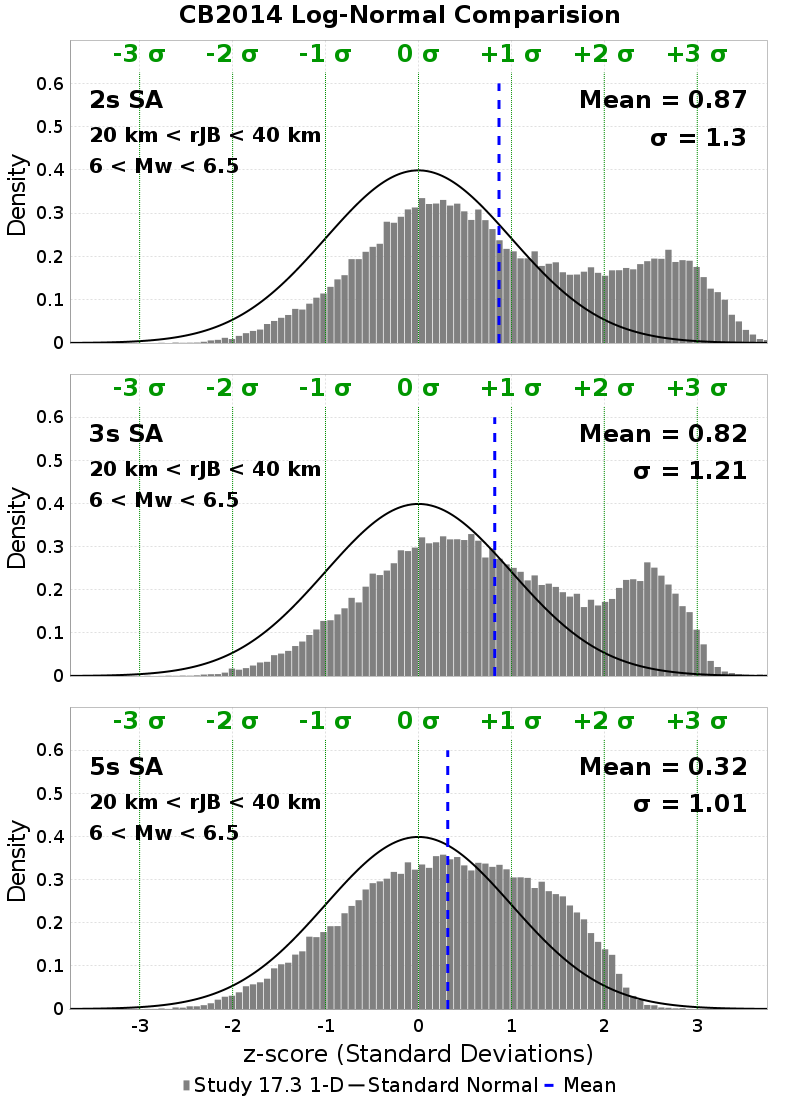 CB2014 Log-Normal Comparision
-3 σ -2 σ -1 σ 0 σ +1 σ +2 σ +3 σ
0.6
2s SA Mean = 0.87
0.5
20 km < rJB < 40 km σ = 1.3
6 < Mw < 6.5
0.4
Density
0.3
0.2
0.1
0
-3 σ -2 σ -1 σ 0 σ +1 σ +2 σ +3 σ
0.6
3s SA Mean = 0.82
0.5
20 km < rJB < 40 km σ = 1.21
6 < Mw < 6.5
0.4
Density
0.3
0.2
0.1
0
-3 σ -2 σ -1 σ 0 σ +1 σ +2 σ +3 σ
0.6
5s SA Mean = 0.32
0.5
20 km < rJB < 40 km σ = 1.01
6 < Mw < 6.5
0.4
Density
0.3
0.2
0.1
0
-3 -2 -1 0 1 2 3
z-score (Standard Deviations)
Study 17.3 1-D Standard Normal Mean